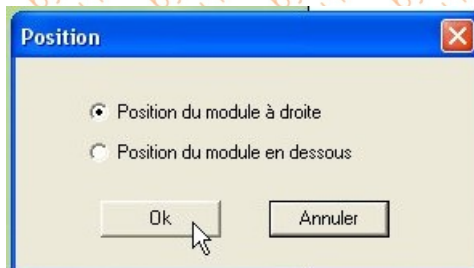 Position
Position du module à droite
Position du module en dessous
Ok
Annuler